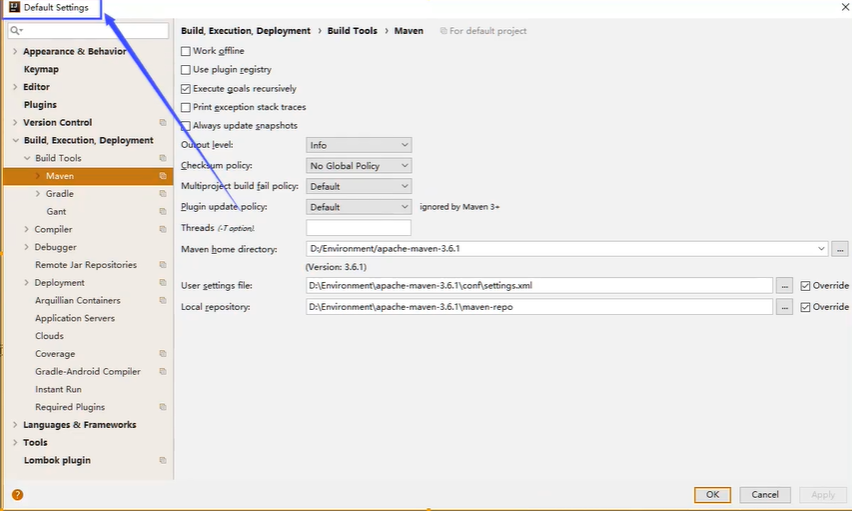 Default Settings
Build, Execution, Deployment › Build Tools › Maven For default project
Appearance & Behavior
Keymap
Editor
Plugins
Version Control
Build, Execution, Deployment
Build Tools
Maven
Gradle
Gant
Compiler
Debugger
Remote Jar Repositories
Deployment
Arquillian Containers
Application Servers
Clouds
Coverage
Gradle-Android Compiler
Instant Run
Required Plugins
Languages & Frameworks
Tools
Lombok plugin
Work offline
Use plugin registry
Execute goals recursively
Print exception stack traces
Always update snapshots
Output level: Info
Checksum policy: No Global Policy
Multiproject build fail policy: Default
Plugin update policy: Default ignored by Maven 3+
Threads (-T option).
Maven home directory: D:/Environment/apache-maven-3.6.1 ...
(Version: 3.6.1)
User settings file: D:\Environment\apache-maven-3.6.1\conf\settings.xml ... Override
Local repository: D:\Environment\apache-maven-3.6.1\maven-repo ... Override
? OK Cancel Apply